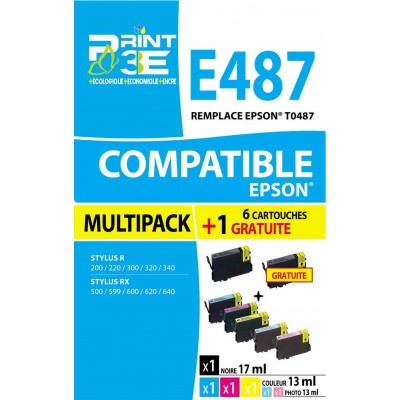 PRINT
3E
+ECOLOGIQUE+ECONOMIQUE+ENCRE
E487
REMPLACE EPSON® T0487
COMPATIBLE
EPSON®
MULTIPACK
+1 6 CARTOUCHES
GRATUITE
STYLUS R
200 / 220 / 300 / 320 / 340
STYLUS RX
500 / 599 / 600 / 620 / 640
+
GRATUITE
x1 NOIRE 17 ml
x1 x1 x1 COULEUR 13 ml
x1 x1 PHOTO 13 ml